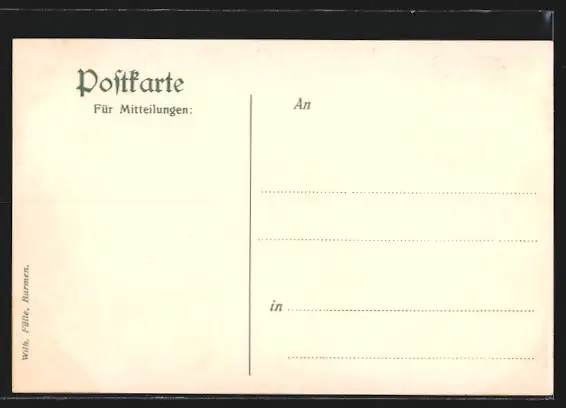 Postkarte
Für Mitteilungen:
An
in
Wilh. Fülle, Barmen.